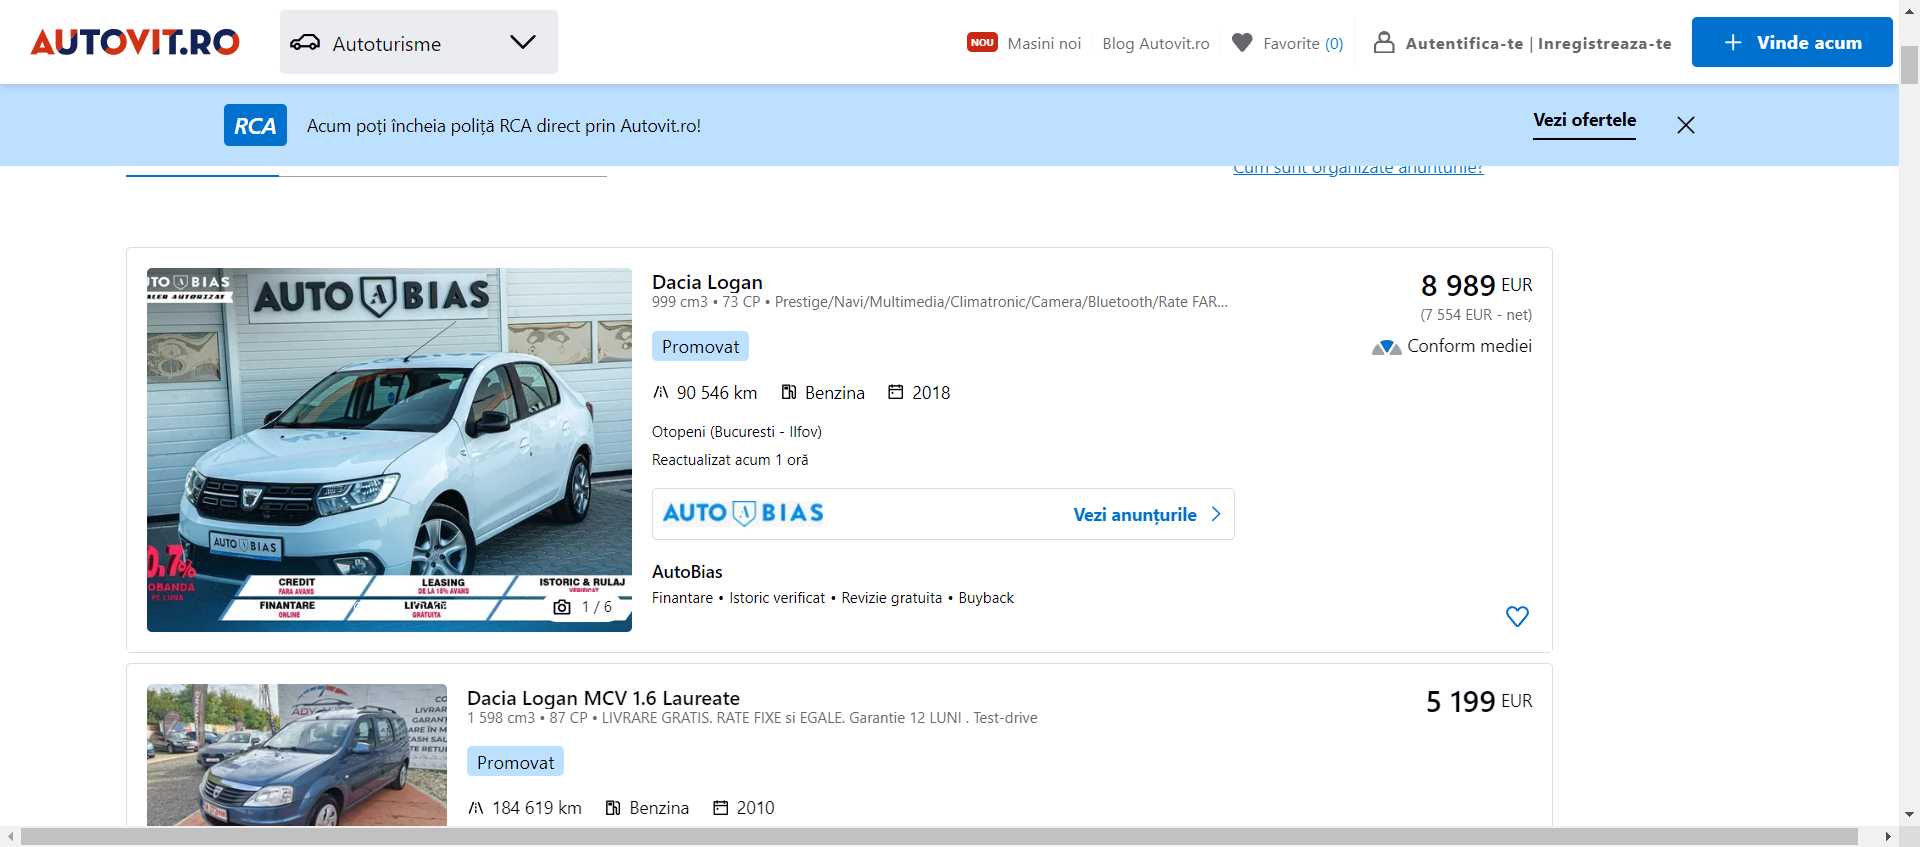 AUTOVIT.RO
Autoturisme
NOU Masini noi
Blog Autovit.ro
Favorite (0)
Autentifica-te | Inregistreaza-te
+ Vinde acum
RCA
Acum poți încheia poliță RCA direct prin Autovit.ro!
Vezi ofertele
Cum sunt organizate anunturile?
AUTO BIAS
AUTO A BIAS
AUTO BIAS
CREDIT
FARA AVANS
LEASING
DE LA 18% AVANS
ISTORIC & RULAJ
VERIFICAT
FINANTARE
ONLINE
LIVRARE
GRATUITA
1 / 6
Dacia Logan
999 cm3 • 73 CP • Prestige/Navi/Multimedia/Climatronic/Camera/Bluetooth/Rate FAR...
Promovat
90 546 km
Benzina
2018
Otopeni (Bucuresti - Ilfov)
Reactualizat acum 1 oră
AUTO A BIAS
Vezi anunțurile
AutoBias
Finantare • Istoric verificat • Revizie gratuita • Buyback
8 989 EUR
(7 554 EUR - net)
Conform mediei
Dacia Logan MCV 1.6 Laureate
1 598 cm3 • 87 CP • LIVRARE GRATIS. RATE FIXE si EGALE. Garantie 12 LUNI . Test-drive
Promovat
184 619 km
Benzina
2010
5 199 EUR